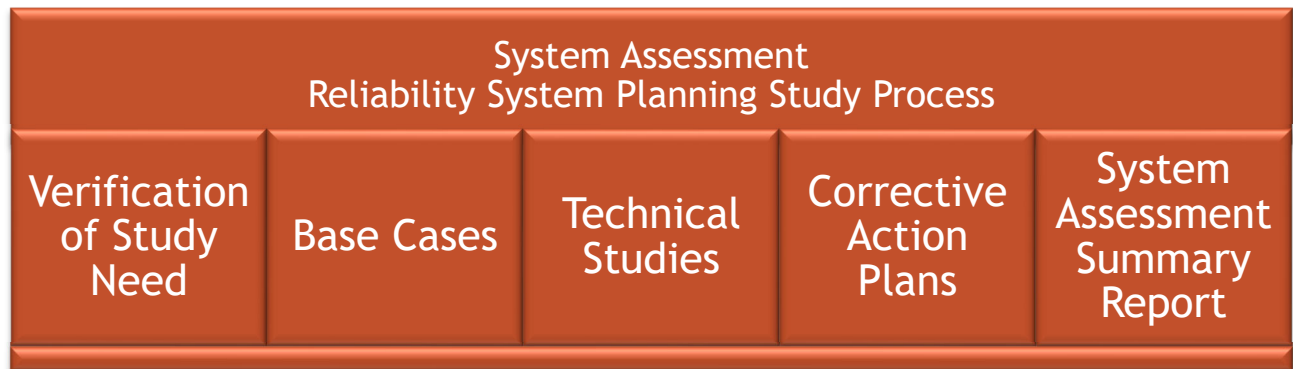 System Assessment
Reliability System Planning Study Process
Verification
of Study
Need
Base Cases
Technical
Studies
Corrective
Action
Plans
System
Assessment
Summary
Report